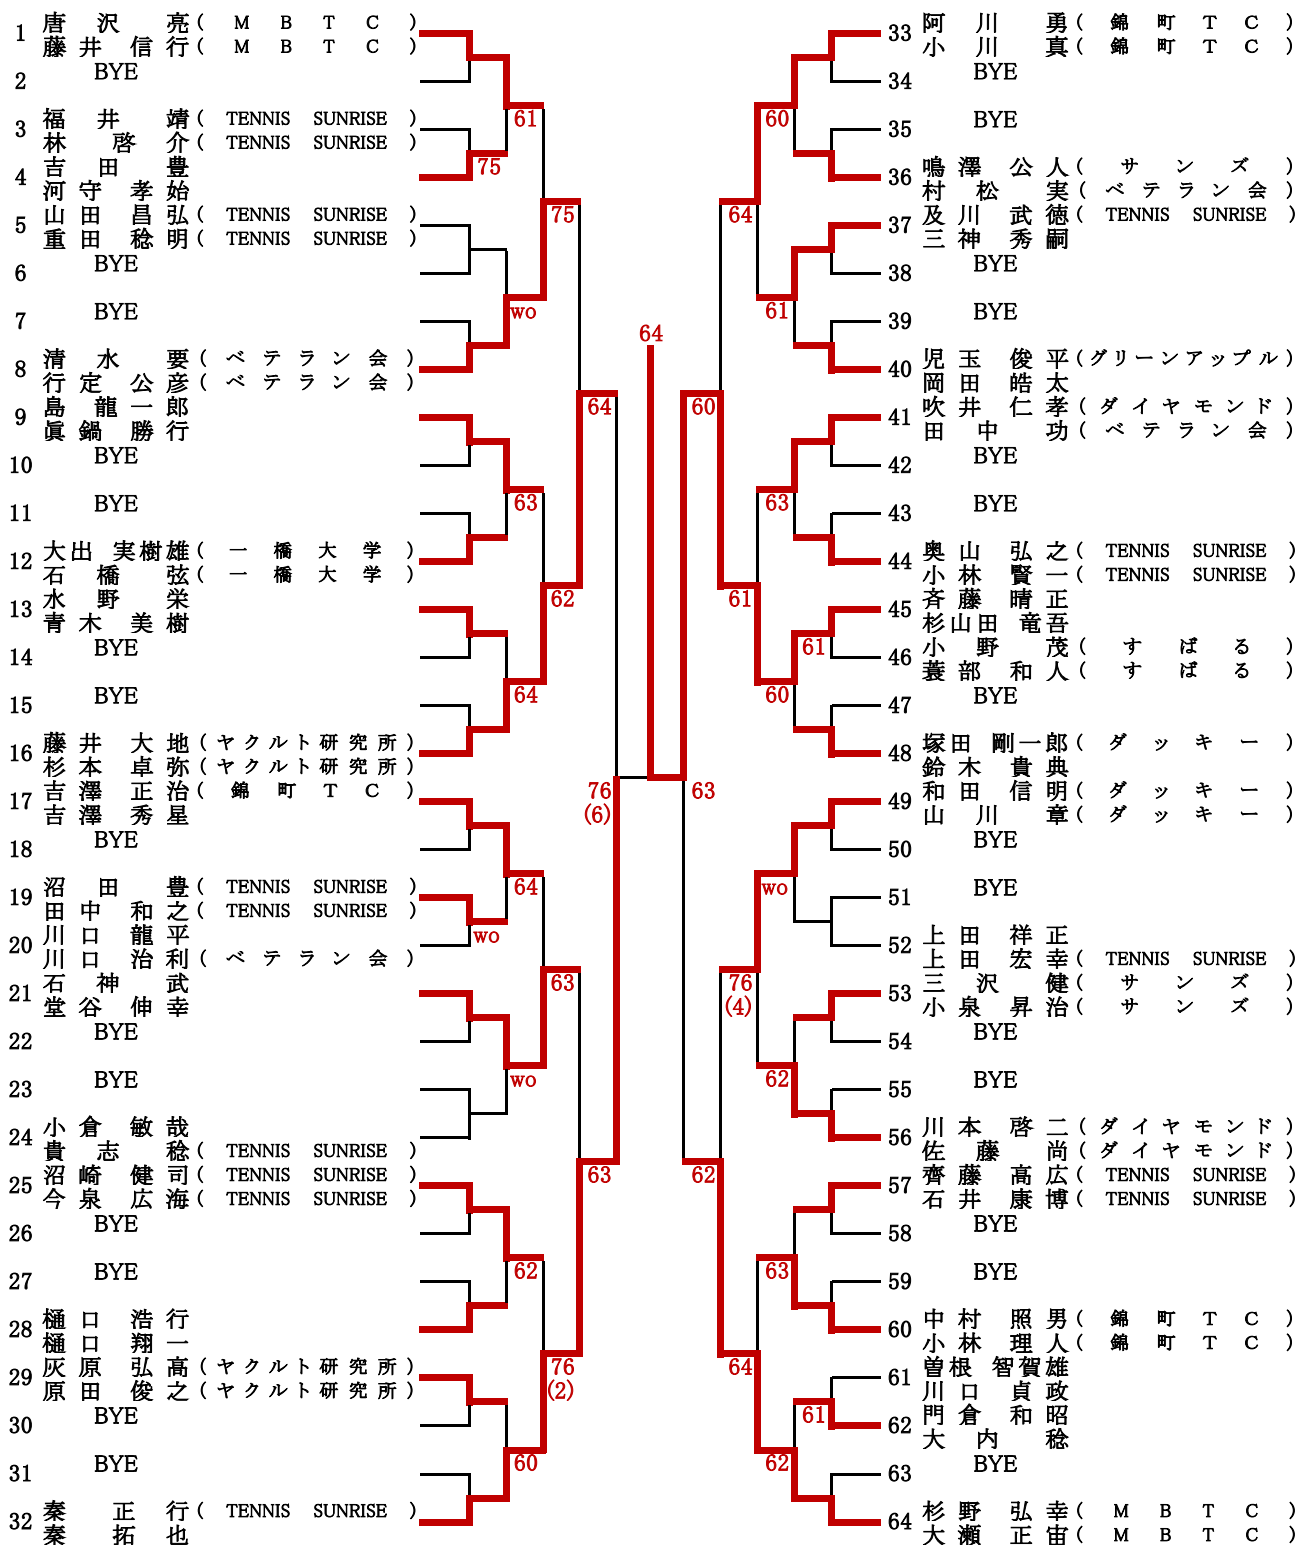 1 唐沢 亮 ( M B T C )
藤井 信行 ( M B T C )
2 BYE
3 福井 靖 ( TENNIS SUNRISE )
林 啓介 ( TENNIS SUNRISE )
4 吉田 豊
河守 孝始
5 山田 昌弘 ( TENNIS SUNRISE )
重田 稔明 ( TENNIS SUNRISE )
6 BYE
7 BYE
8 清水 要 ( ベテラン会 )
行定 公彦 ( ベテラン会 )
9 島 龍一郎
眞鍋 勝行
10 BYE
11 BYE
12 大出 実樹雄 ( 一橋大学 )
石橋 弦 ( 一橋大学 )
13 水野 栄
青木 美樹
14 BYE
15 BYE
16 藤井 大地 ( ヤクルト研究所 )
杉本 卓弥 ( ヤクルト研究所 )
17 吉澤 正治 ( 錦町TC )
吉澤 秀星
18 BYE
19 沼田 豊 ( TENNIS SUNRISE )
田中 和之 ( TENNIS SUNRISE )
20 川口 龍平
川口 治利 ( ベテラン会 )
21 石神 武
堂谷 伸幸
22 BYE
23 BYE
24 小倉 敏哉
貴志 稔 ( TENNIS SUNRISE )
25 沼崎 健司 ( TENNIS SUNRISE )
今泉 広海 ( TENNIS SUNRISE )
26 BYE
27 BYE
28 樋口 浩行
樋口 翔一
29 灰原 弘高 ( ヤクルト研究所 )
原田 俊之 ( ヤクルト研究所 )
30 BYE
31 BYE
32 秦 正行 ( TENNIS SUNRISE )
秦 拓也
75
wo
61
wo
63
64
64
wo
62
60
75
62
63
76
(2)
64
63
76
(6)
64
63
60
62
64
61
76
(4)
64
60
61
63
60
wo
62
63
62
61
61
33 阿川 勇 ( 錦町TC )
小川 真 ( 錦町TC )
34 BYE
35 BYE
36 鳴澤 公人 ( サンズ )
村松 実 ( ベテラン会 )
37 及川 武徳 ( TENNIS SUNRISE )
三神 秀嗣
38 BYE
39 BYE
40 児玉 俊平 ( グリーンアップル )
岡田 皓太
41 吹井 仁孝 ( ダイヤモンド )
田中 功 ( ベテラン会 )
42 BYE
43 BYE
44 奥山 弘之 ( TENNIS SUNRISE )
小林 賢一 ( TENNIS SUNRISE )
45 斉藤 晴正
杉山田 竜吾
46 小野 茂 ( すばる )
蓑部 和人 ( すばる )
47 BYE
48 塚田 剛一郎 ( ダッキー )
鈴木 貴典
49 和田 信明 ( ダッキー )
山川 章 ( ダッキー )
50 BYE
51 BYE
52 上田 祥正
上田 宏幸 ( TENNIS SUNRISE )
53 三沢 健 ( サンズ )
小泉 昇治 ( サンズ )
54 BYE
55 BYE
56 川本 啓二 ( ダイヤモンド )
佐藤 尚 ( ダイヤモンド )
57 齊藤 高広 ( TENNIS SUNRISE )
石井 康博 ( TENNIS SUNRISE )
58 BYE
59 BYE
60 中村 照男 ( 錦町TC )
小林 理人 ( 錦町TC )
61 曽根 智賀雄
川口 貞政
62 門倉 和昭
大内 稔
63 BYE
64 杉野 弘幸 ( M B T C )
大瀬 正宙 ( M B T C )